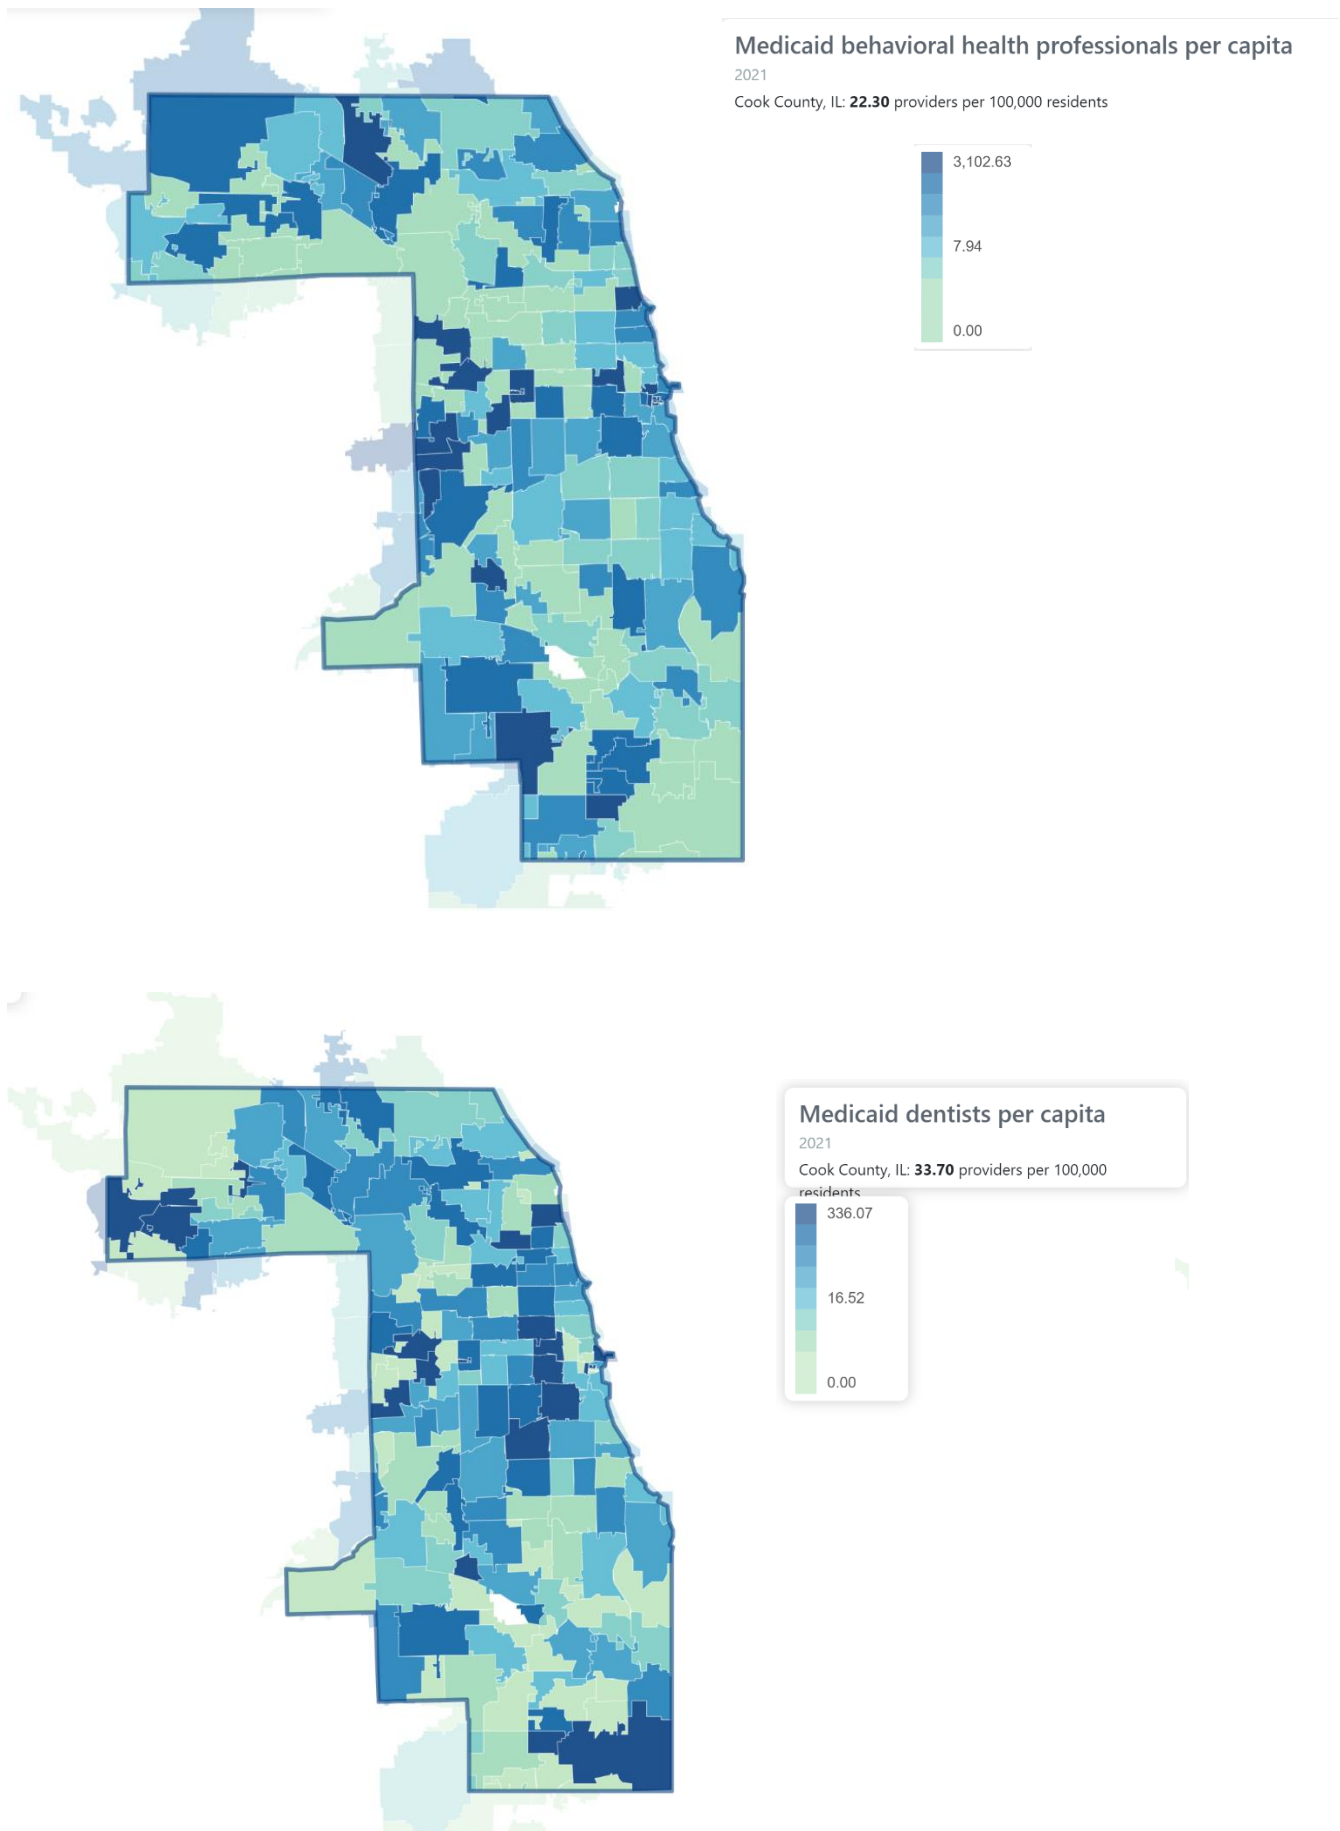 Medicaid behavioral health professionals per capita
2021
Cook County, IL: 22.30 providers per 100,000 residents
3,102.63
7.94
0.00
Medicaid dentists per capita
2021
Cook County, IL: 33.70 providers per 100,000
residents
336.07
16.52
0.00